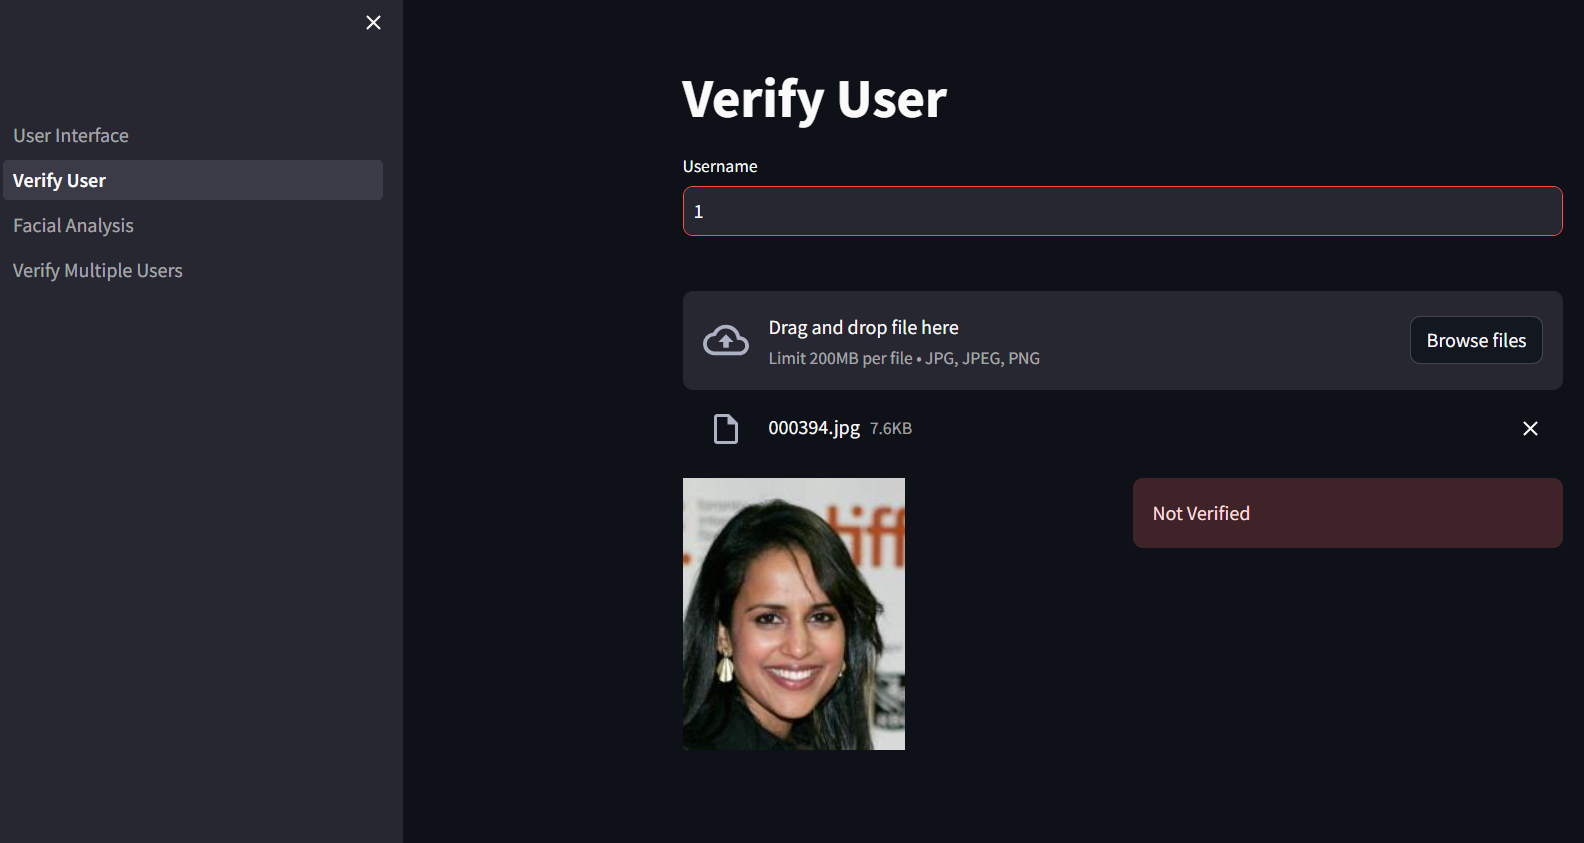 User Interface
Verify User
Facial Analysis
Verify Multiple Users
Verify User
Username
1
Drag and drop file here
Limit 200MB per file • JPG, JPEG, PNG
Browse files
000394.jpg 7.6KB
tiff
Not Verified